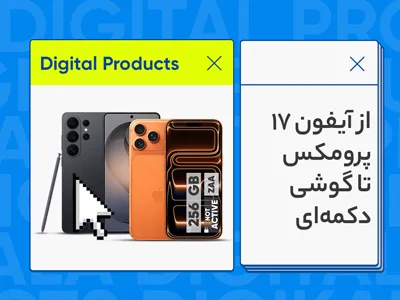 Digital Products
از آیفون ۱۷
پرومکس
تا گوشی
دکمه‌ای
256 GB
NOT
ACTIVE
ZAA